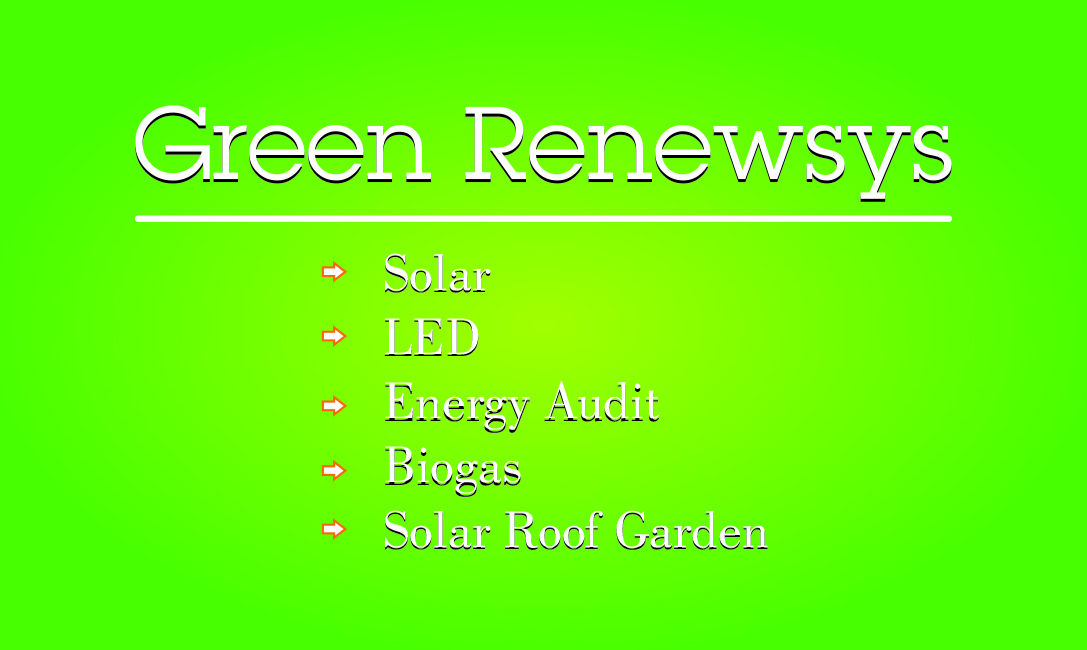 Green Renewsys
Solar
LED
Energy Audit
Biogas
Solar Roof Garden